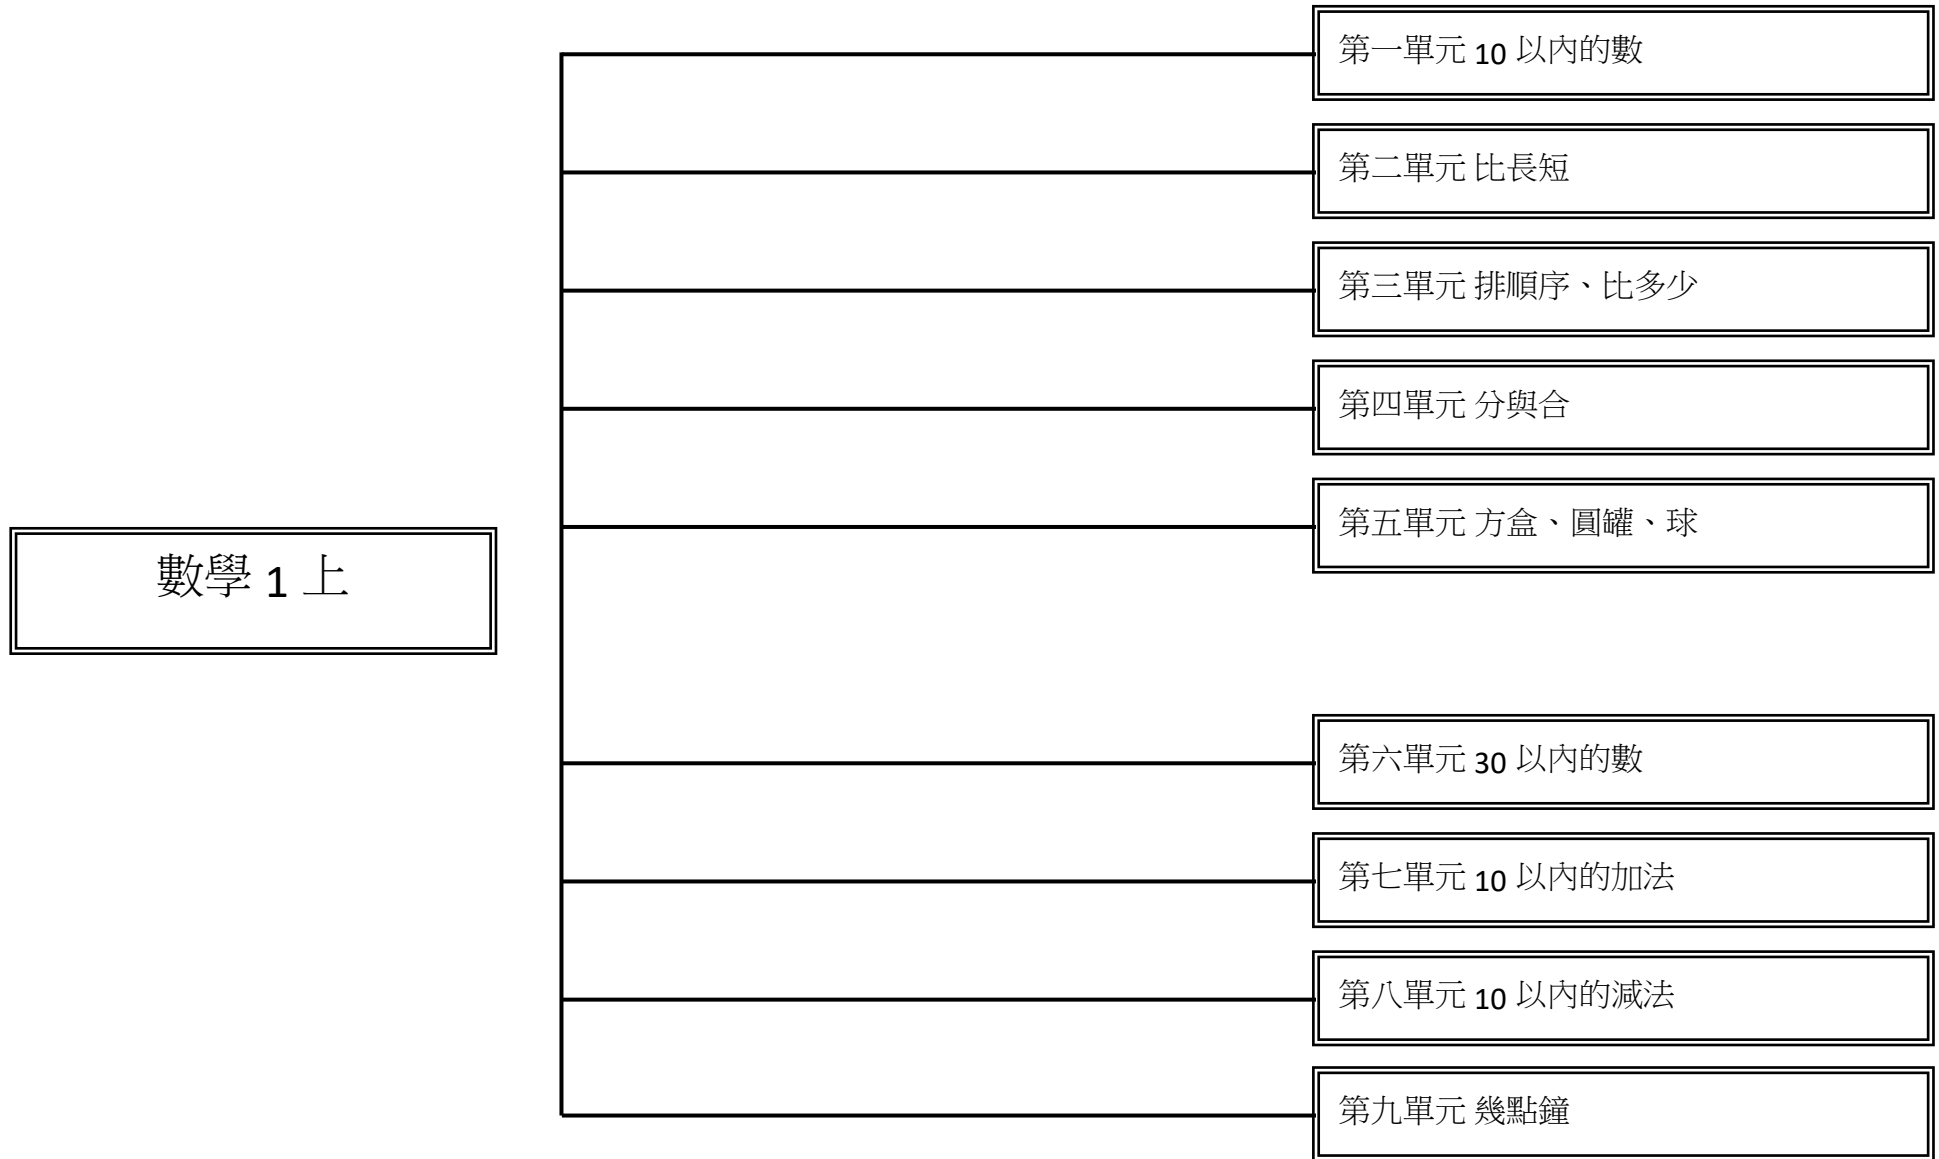 數學 1 上
第一單元 10 以內的數
第二單元 比長短
第三單元 排順序、比多少
第四單元 分與合
第五單元 方盒、圓罐、球
第六單元 30 以內的數
第七單元 10 以內的加法
第八單元 10 以內的減法
第九單元 幾點鐘